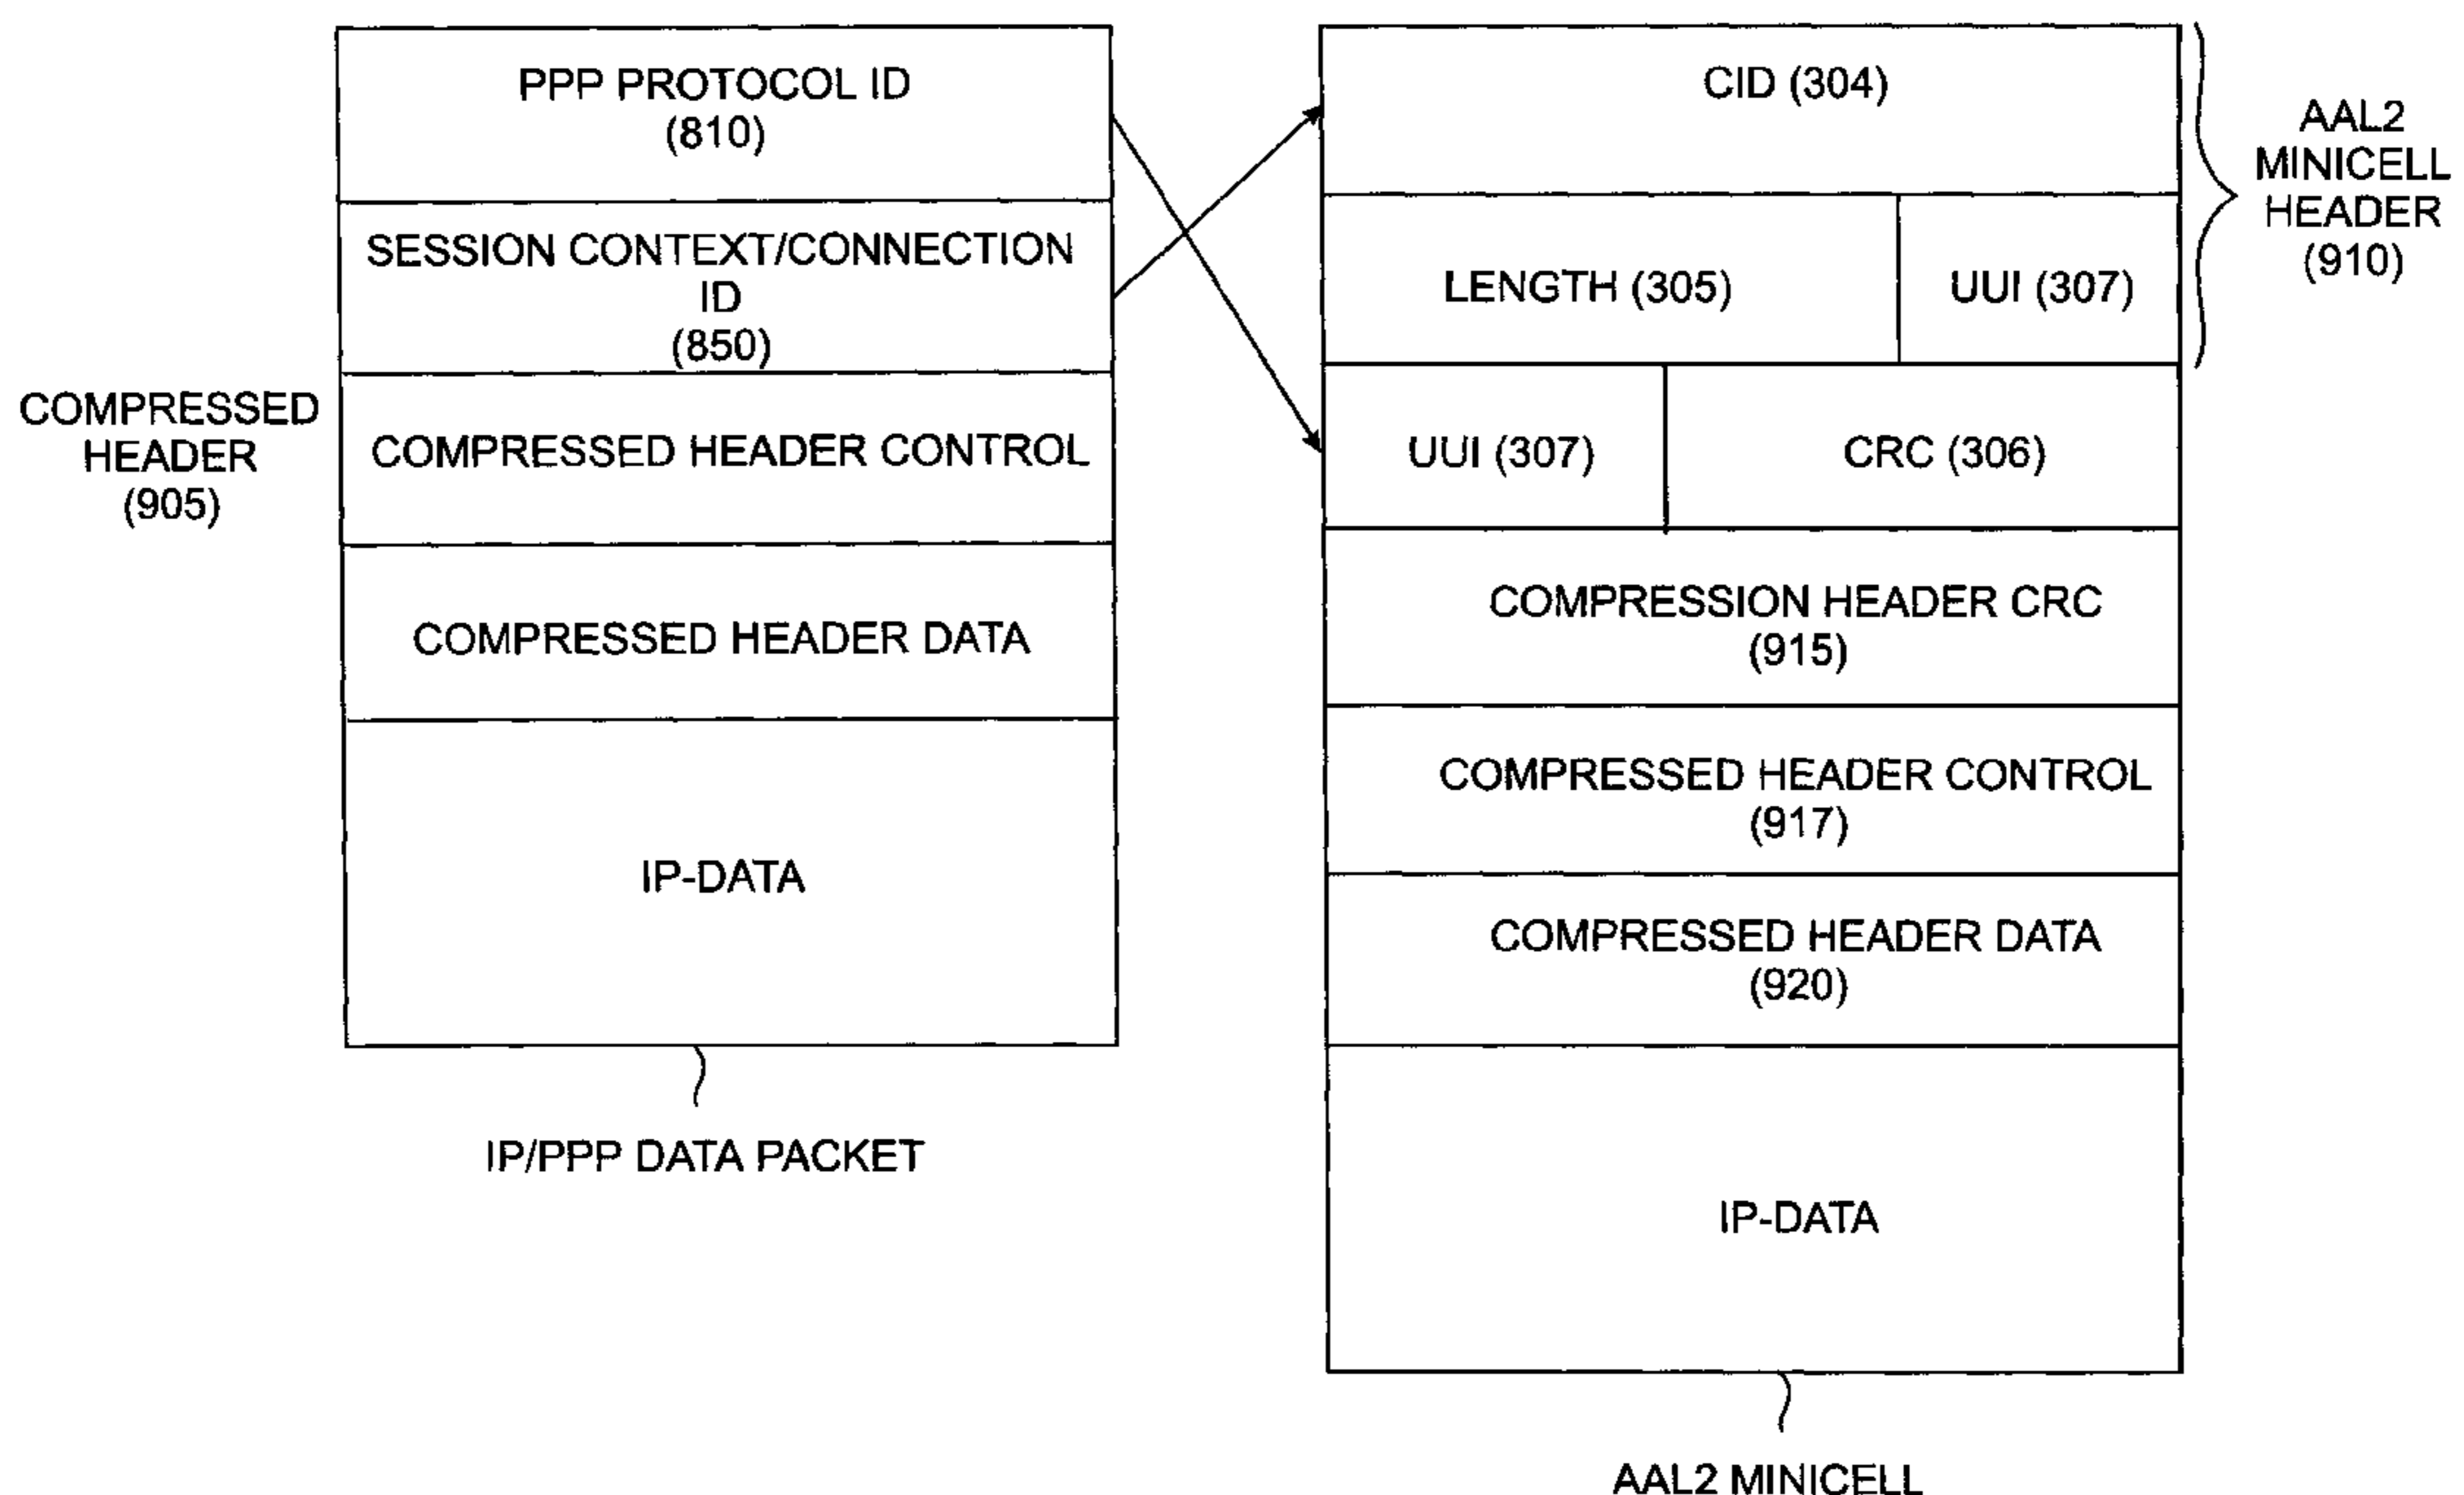 PPP PROTOCOL ID
(810)
SESSION CONTEXT/CONNECTION
ID
(850)
COMPRESSED HEADER CONTROL
COMPRESSED HEADER DATA
IP-DATA
COMPRESSED
HEADER
(905)
IP/PPP DATA PACKET
CID (304)
LENGTH (305)
UUI (307)
UUI (307)
CRC (306)
COMPRESSION HEADER CRC
(915)
COMPRESSED HEADER CONTROL
(917)
COMPRESSED HEADER DATA
(920)
IP-DATA
AAL2
MINICELL
HEADER
(910)
AAL2 MINICELL